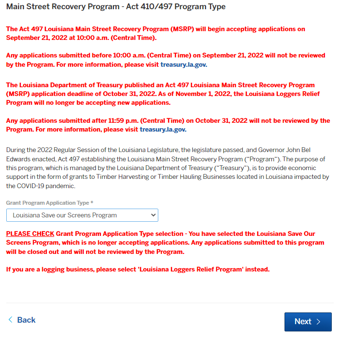 Main Street Recovery Program - Act 410/497 Program Type
The Act 497 Louisiana Main Street Recovery Program (MSRP) will begin accepting applications on
September 21, 2022 at 10:00 a.m. (Central Time).
Any applications submitted before 10:00 a.m. (Central Time) on September 21, 2022 will not be reviewed
by the Program. For more information, please visit treasury.la.gov.
The Louisiana Department of Treasury published an Act 497 Louisiana Main Street Recovery Program
(MSRP) application deadline of October 31, 2022. As of November 1, 2022, the Louisiana Loggers Relief
Program will no longer be accepting new applications.
Any applications submitted after 11:59 p.m. (Central Time) on October 31, 2022 will not be reviewed by the
Program. For more information, please visit treasury.la.gov.
During the 2022 Regular Session of the Louisiana Legislature, the legislature passed, and Governor John Bel
Edwards enacted, Act 497 establishing the Louisiana Main Street Recovery Program ("Program"). The purpose of
this program, which is managed by the Louisiana Department of Treasury ("Treasury"), is to provide economic
support in the form of grants to Timber Harvesting or Timber Hauling Businesses located in Louisiana impacted by
the COVID-19 pandemic.
Grant Program Application Type *
Louisiana Save our Screens Program
PLEASE CHECK Grant Program Application Type selection - You have selected the Louisiana Save Our
Screens Program, which is no longer accepting applications. Any applications submitted to this program
will be closed out and will not be reviewed by the Program.
If you are a logging business, please select 'Louisiana Loggers Relief Program' instead.
Back
Next